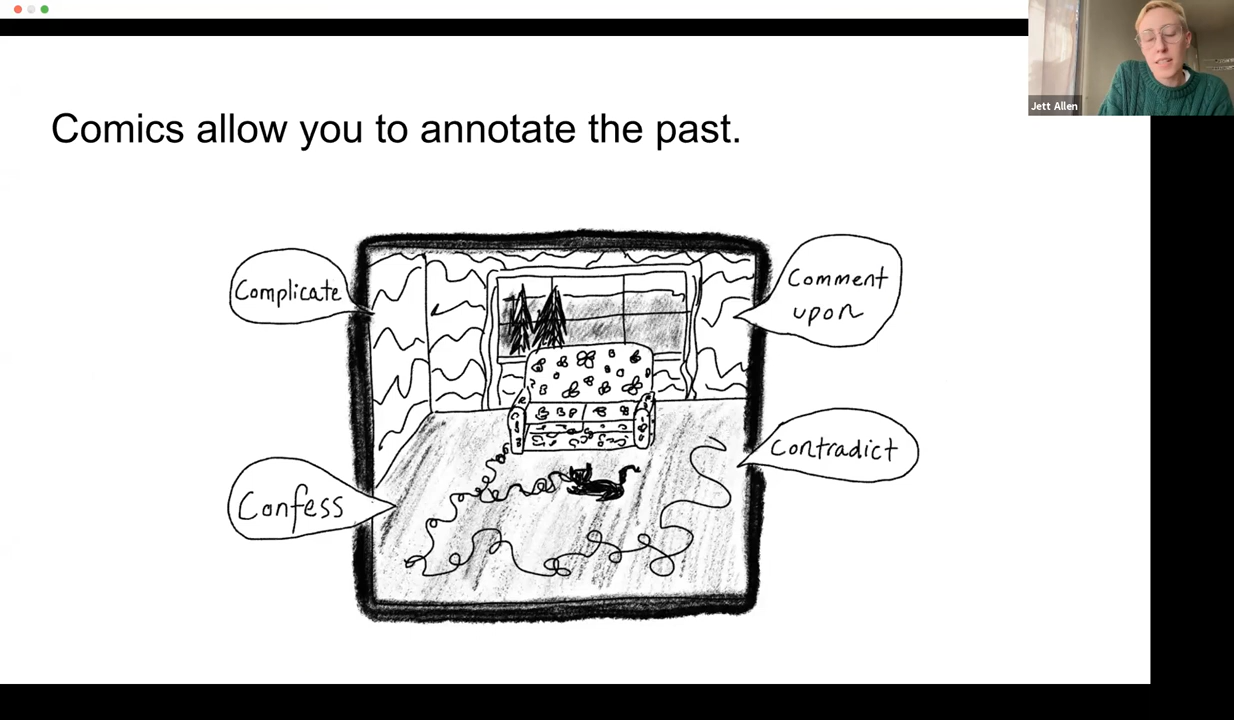 Jett Allen
Comics allow you to annotate the past.
Complicate
Comment
upon
Contradict
Confess